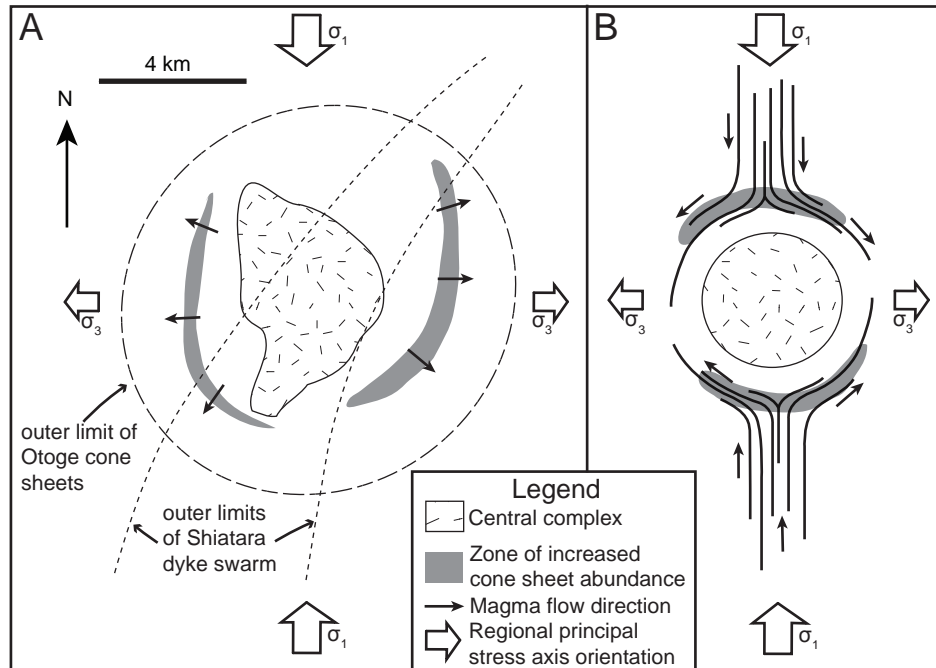 A
σ1
4 km
N
σ3
σ3
outer limit of
Otoge cone
sheets
outer limits
of Shiatara
dyke swarm
σ1
B
σ1
σ3
σ3
σ1
Legend
Central complex
Zone of increased
cone sheet abundance
Magma flow direction
Regional principal
stress axis orientation